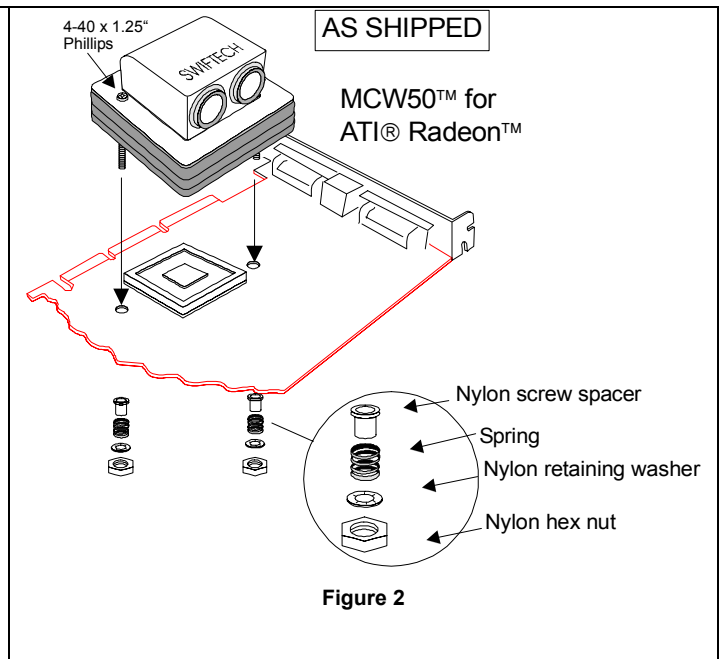 4-40 x 1.25“
Phillips
AS SHIPPED
SWIFTECH
MCW50™ for
ATI® Radeon™
Nylon screw spacer
Spring
Nylon retaining washer
Nylon hex nut
Figure 2